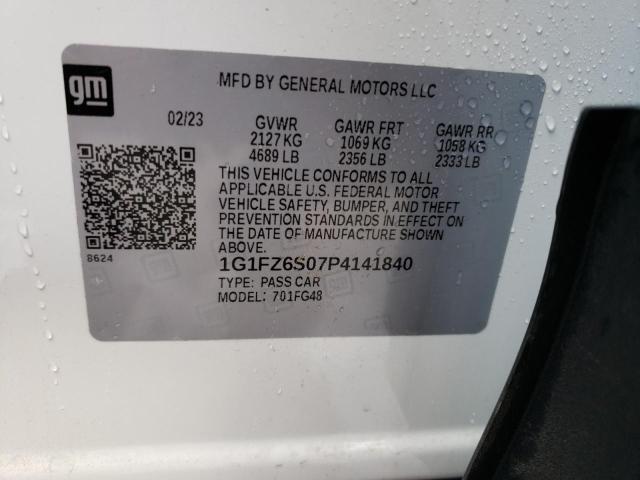 gm
MFD BY GENERAL MOTORS LLC
02/23 GVWR GAWR FRT GAWR RR
2127 KG 1069 KG 1058 KG
4689 LB 2356 LB 2333 LB
THIS VEHICLE CONFORMS TO ALL
APPLICABLE U.S. FEDERAL MOTOR
VEHICLE SAFETY, BUMPER, AND THEFT
PREVENTION STANDARDS IN EFFECT ON
THE DATE OF MANUFACTURE SHOWN
ABOVE.
8624
1G1FZ6S07P4141840
TYPE: PASS CAR
MODEL: 701FG48